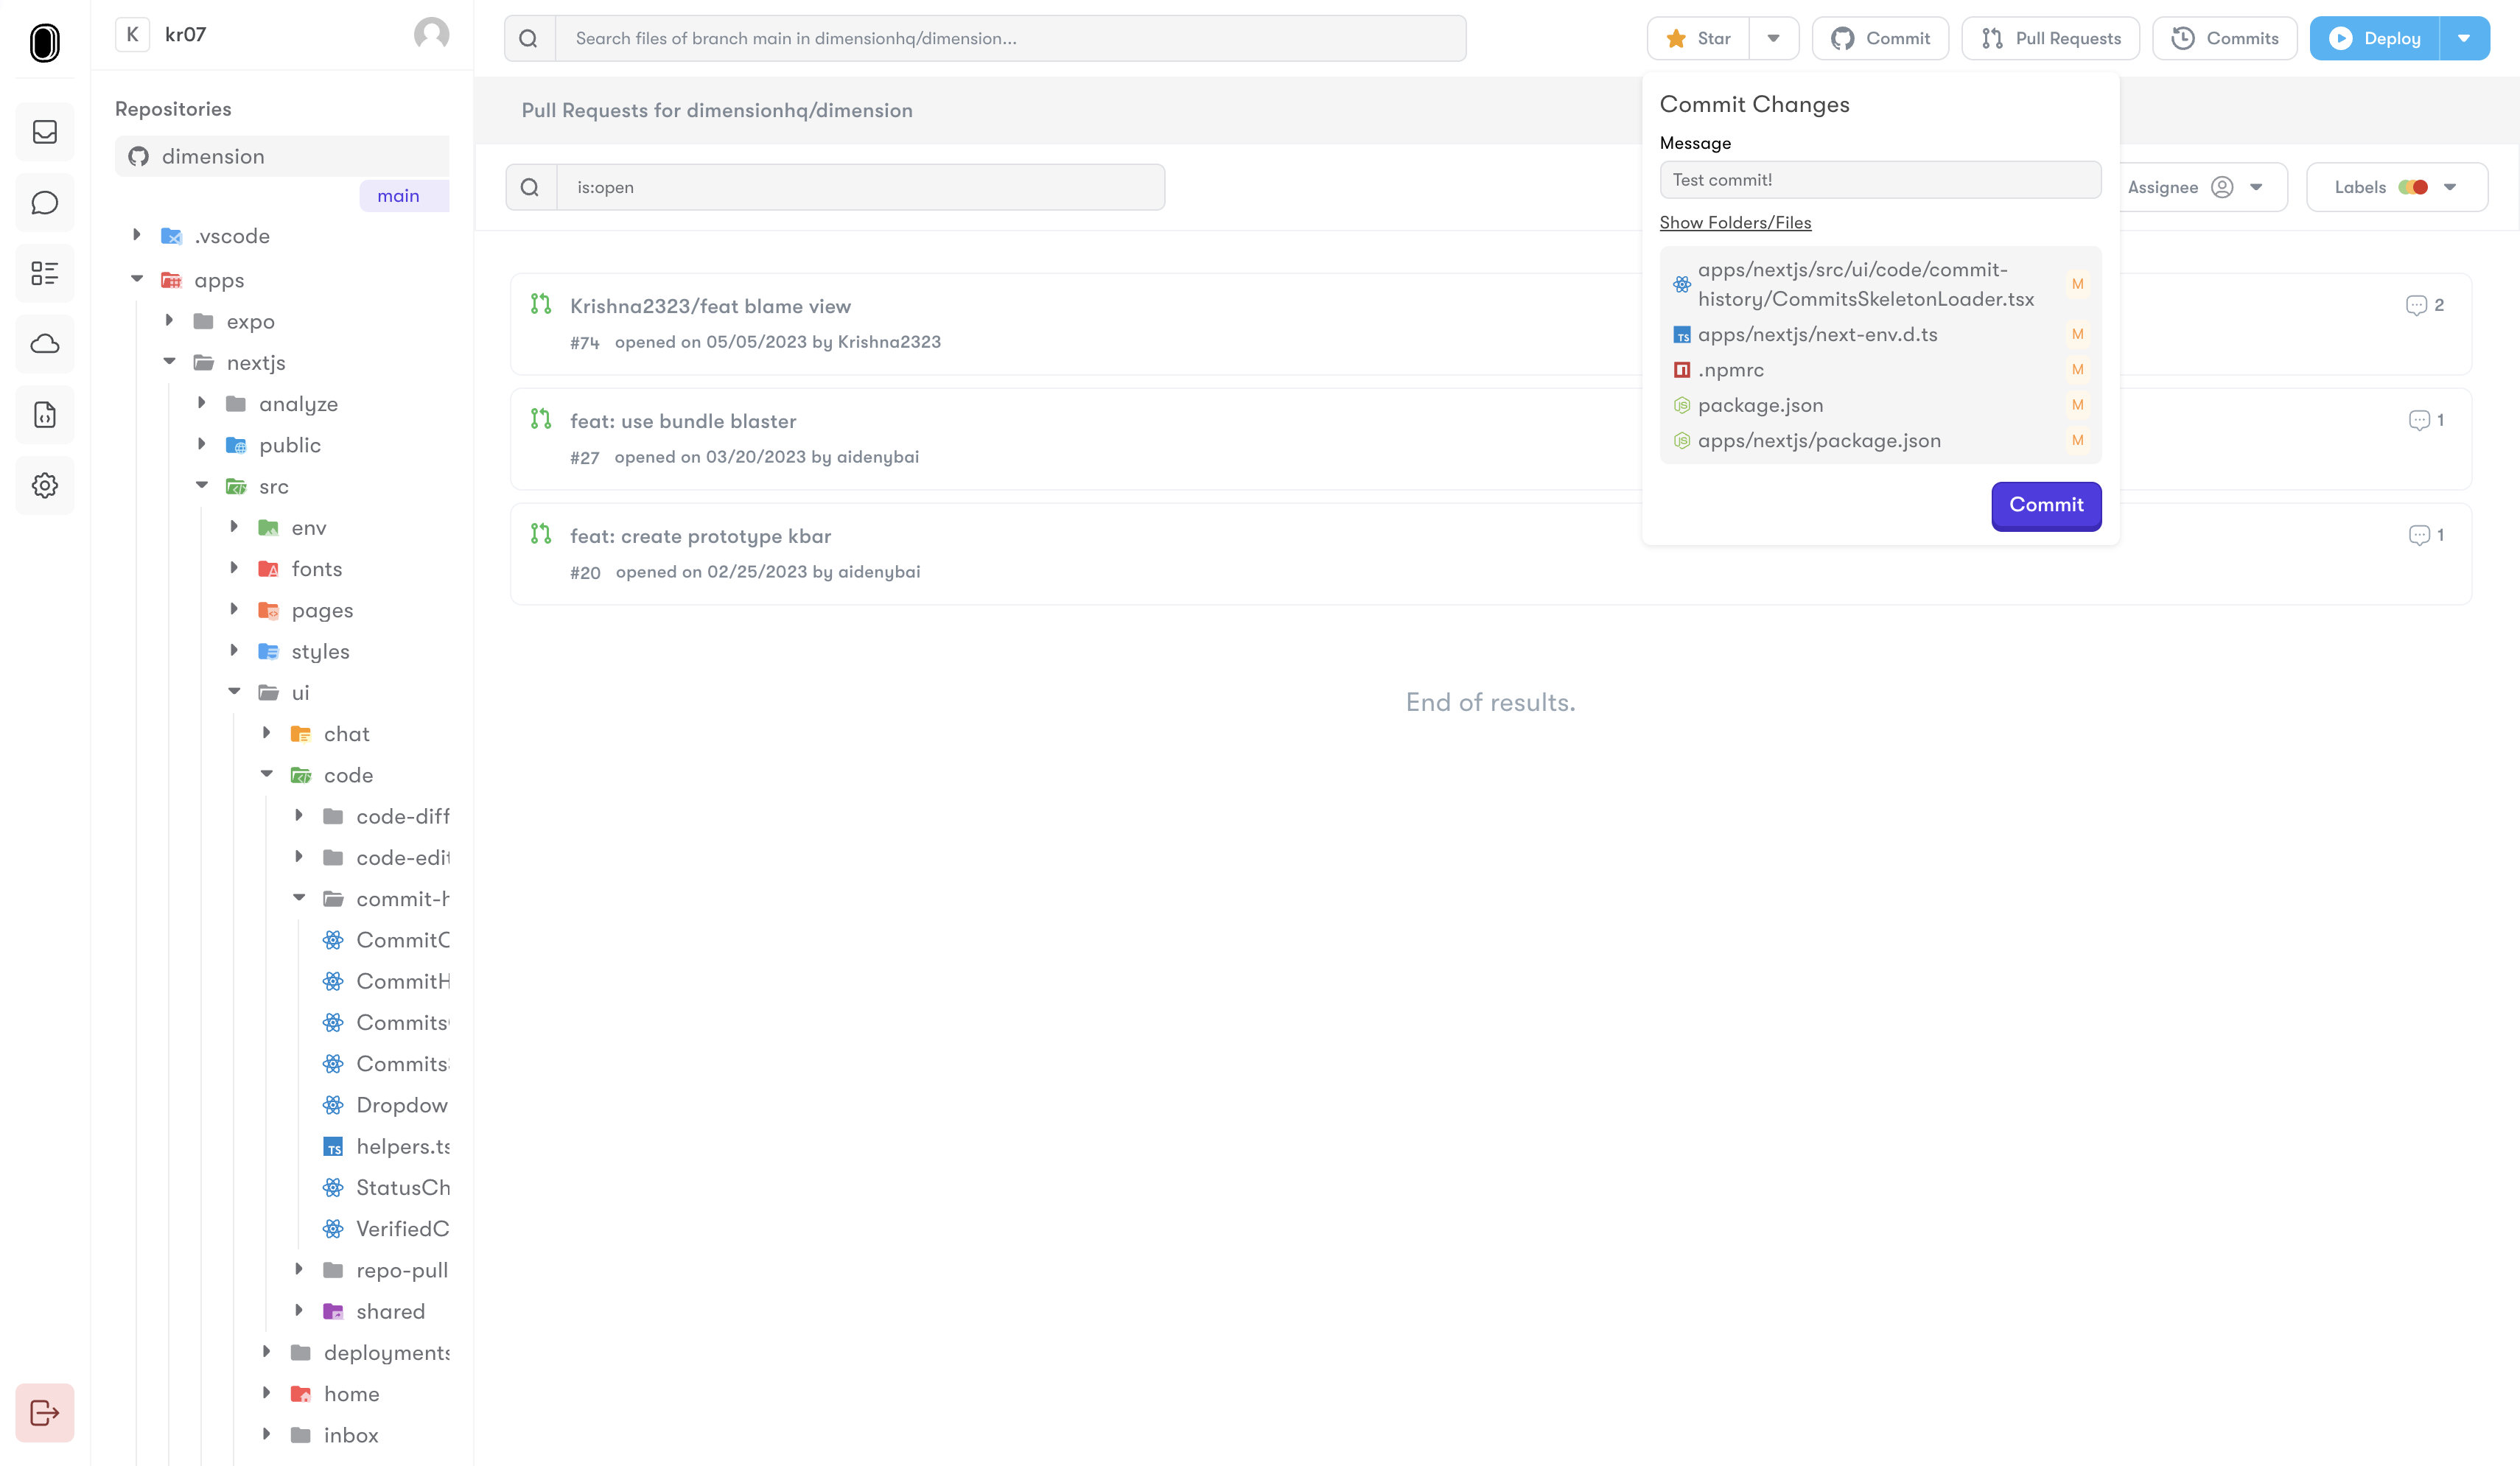 K kr07
Search files of branch main in dimensionhq/dimension...
Star
Commit
Pull Requests
Commits
Deploy
Repositories
dimension
main
.vscode
apps
expo
nextjs
analyze
public
src
env
fonts
pages
styles
ui
chat
code
code-diff
code-edit
commit-h
CommitC
CommitH
Commits
Commits
Dropdow
helpers.ts
StatusCh
VerifiedC
repo-pull
shared
deployments
home
inbox
Pull Requests for dimensionhq/dimension
is:open
Assignee
Labels
Krishna2323/feat blame view
#74 opened on 05/05/2023 by Krishna2323
2
feat: use bundle blaster
#27 opened on 03/20/2023 by aidenybai
1
feat: create prototype kbar
#20 opened on 02/25/2023 by aidenybai
1
End of results.
Commit Changes
Message
Test commit!
Show Folders/Files
apps/nextjs/src/ui/code/commit-
history/CommitsSkeletonLoader.tsx M
apps/nextjs/next-env.d.ts M
.npmrc M
package.json M
apps/nextjs/package.json M
Commit